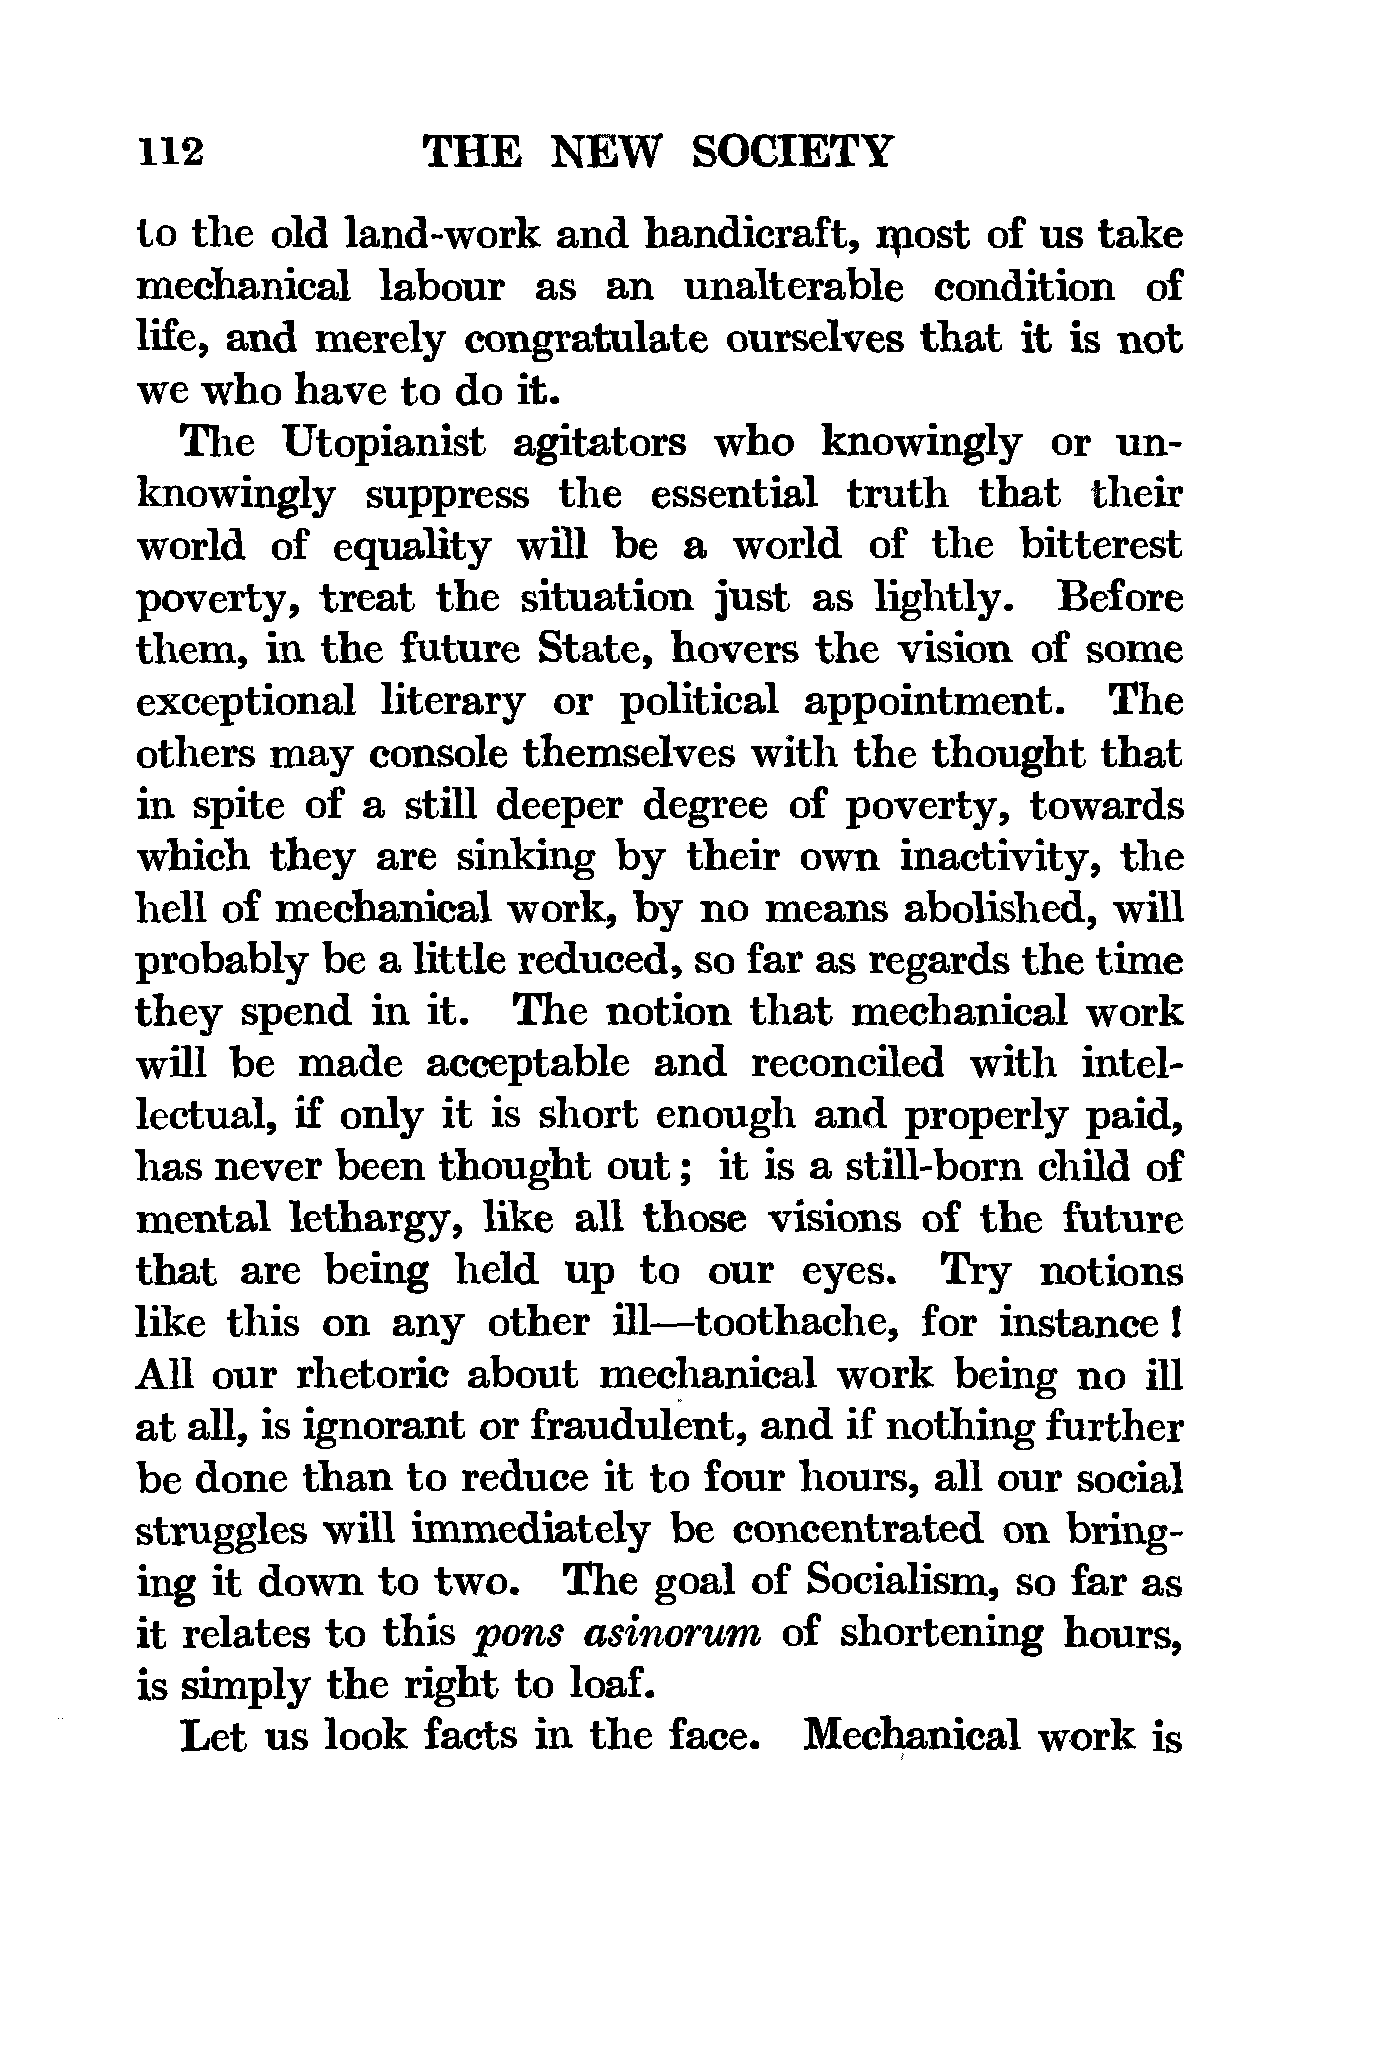 112 THE NEW SOCIETY
to the old land-work and handicraft, most of us take
mechanical labour as an unalterable condition of
life, and merely congratulate ourselves that it is not
we who have to do it.
The Utopianist agitators who knowingly or un-
knowingly suppress the essential truth that their
world of equality will be a world of the bitterest
poverty, treat the situation just as lightly. Before
them, in the future State, hovers the vision of some
exceptional literary or political appointment. The
others may console themselves with the thought that
in spite of a still deeper degree of poverty, towards
which they are sinking by their own inactivity, the
hell of mechanical work, by no means abolished, will
probably be a little reduced, so far as regards the time
they spend in it. The notion that mechanical work
will be made acceptable and reconciled with intel-
lectual, if only it is short enough and properly paid,
has never been thought out; it is a still-born child of
mental lethargy, like all those visions of the future
that are being held up to our eyes. Try notions
like this on any other ill—toothache, for instance!
All our rhetoric about mechanical work being no ill
at all, is ignorant or fraudulent, and if nothing further
be done than to reduce it to four hours, all our social
struggles will immediately be concentrated on bring-
ing it down to two. The goal of Socialism, so far as
it relates to this pons asinorum of shortening hours,
is simply the right to loaf.
Let us look facts in the face. Mechanical work is